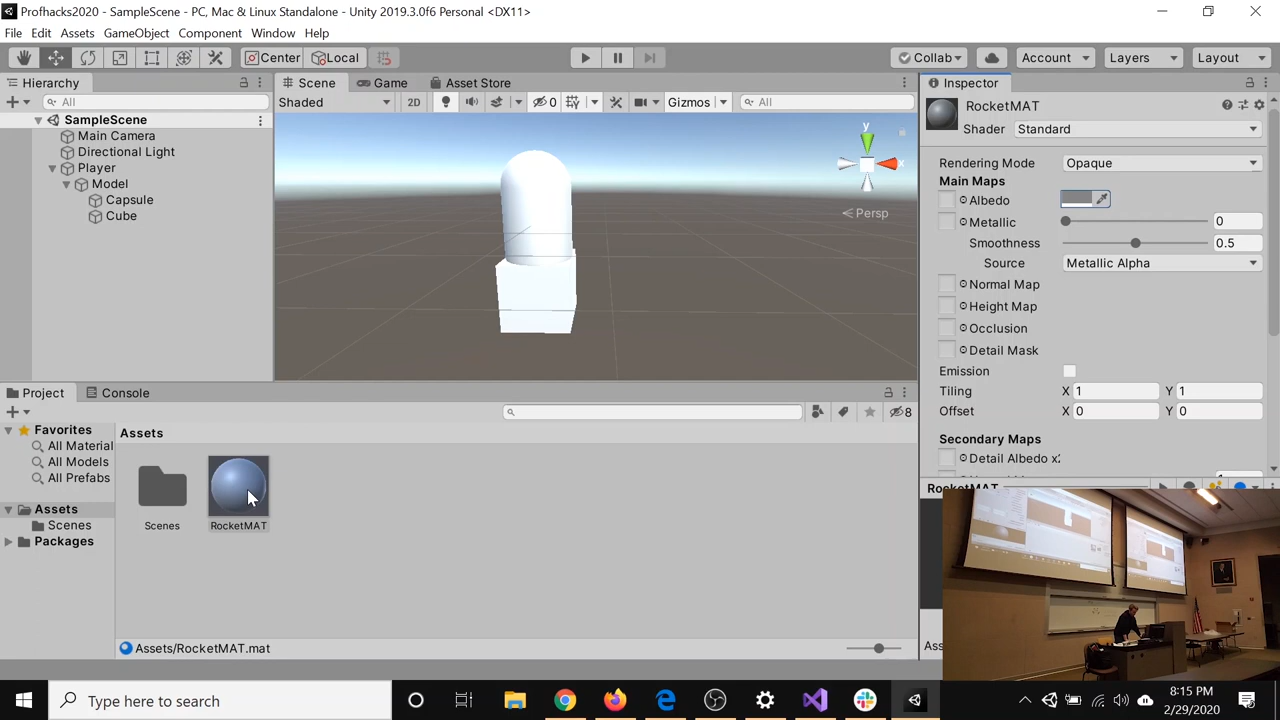 Profhacks2020 - SampleScene - PC, Mac & Linux Standalone - Unity 2019.3.0f6 Personal <DX11>
File Edit Assets GameObject Component Window Help
Center Local Collab Account Layers Layout
Hierarchy
All
SampleScene
Main Camera
Directional Light
Player
Model
Capsule
Cube
Scene Game Asset Store
Shaded 2D 0 Gizmos All
y
x
Persp
Inspector
RocketMAT
Shader Standard
Rendering Mode Opaque
Main Maps
Albedo
Metallic 0
Smoothness 0.5
Source Metallic Alpha
Normal Map
Height Map
Occlusion
Detail Mask
Emission
Tiling X 1 Y 1
Offset X 0 Y 0
Secondary Maps
Detail Albedo x2
RocketMAT
Project Console
8
Favorites
All Material
All Models
All Prefabs
Assets
Scenes
Packages
Assets
Scenes RocketMAT
Assets/RocketMAT.mat
Type here to search
8:15 PM
2/29/2020